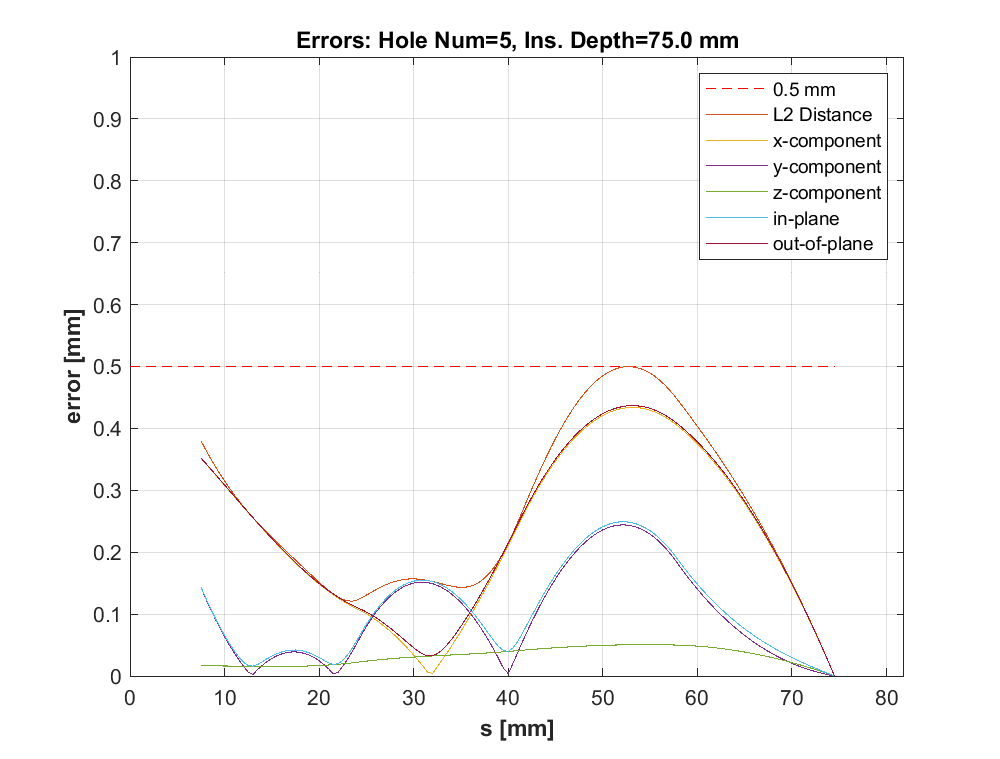 Errors: Hole Num=5, Ins. Depth=75.0 mm
1
0.9
0.8
0.7
0.6
0.5
0.4
0.3
0.2
0.1
0
error [mm]
0.5 mm
L2 Distance
x-component
y-component
z-component
in-plane
out-of-plane
0 10 20 30 40 50 60 70 80
s [mm]